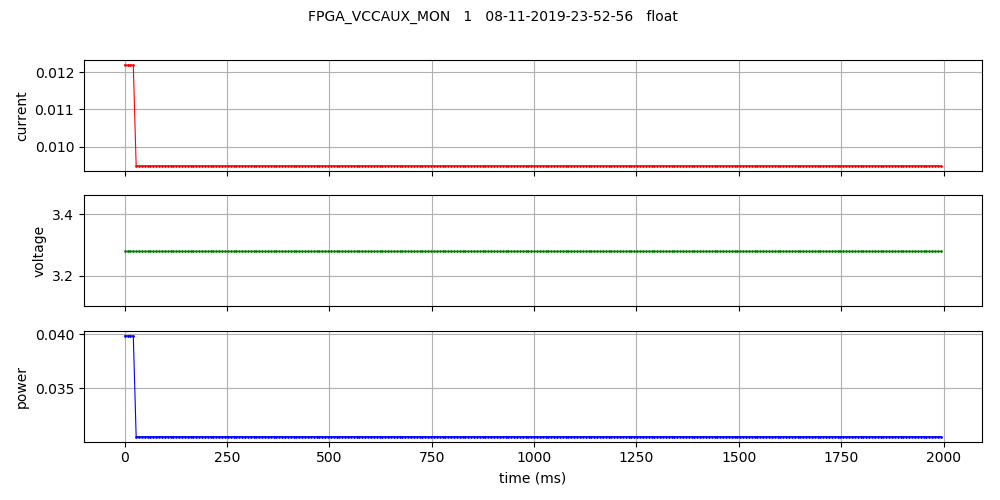 FPGA_VCCAUX_MON 1 08-11-2019-23-52-56 float
0.012
0.011
0.010
current
3.4
3.2
voltage
0.040
0.035
power
0 250 500 750 1000 1250 1500 1750 2000
time (ms)